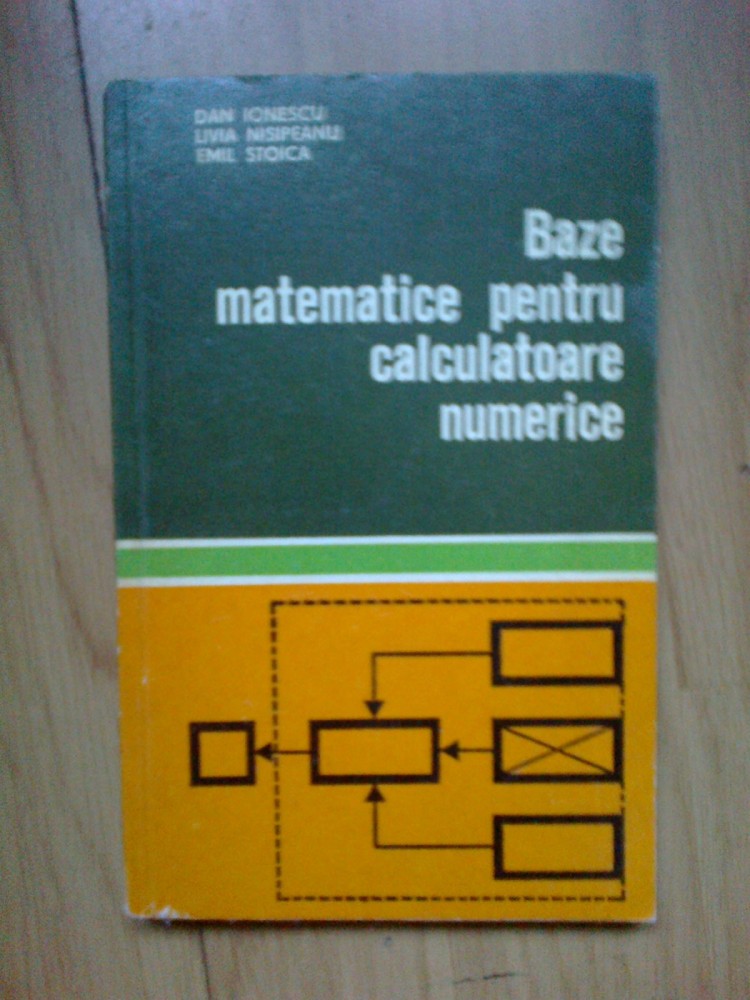 DAN IONESCU
LIVIA NISIPEANU
EMIL STOICA
Baze
matematice pentru
calculatoare
numerice